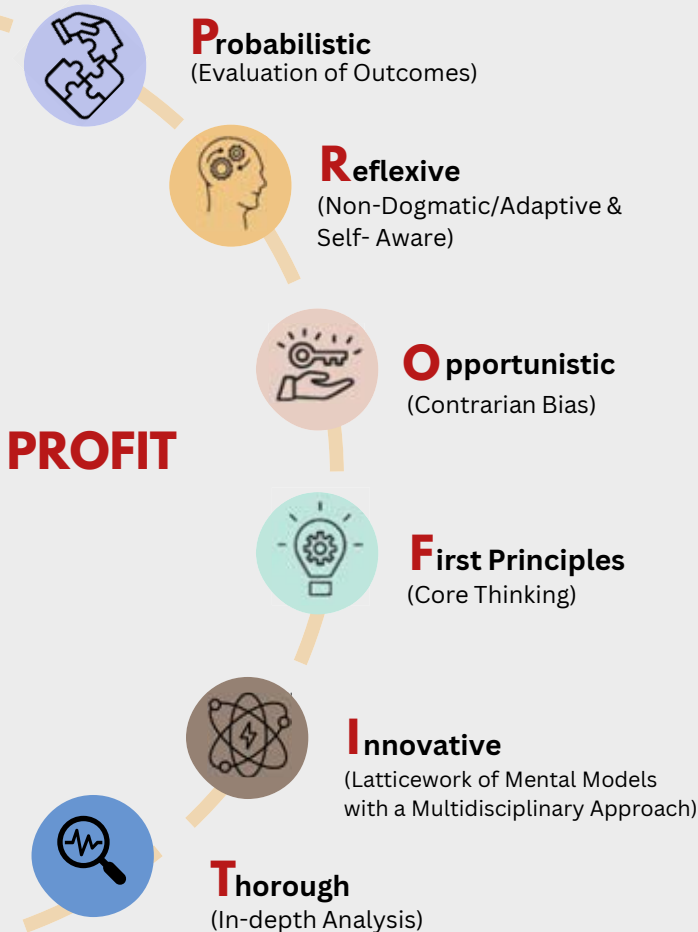 Probabilistic
(Evaluation of Outcomes)
Reflexive
(Non-Dogmatic/Adaptive &
Self- Aware)
Opportunistic
(Contrarian Bias)
PROFIT
First Principles
(Core Thinking)
Innovative
(Latticework of Mental Models
with a Multidisciplinary Approach)
Thorough
(In-depth Analysis)